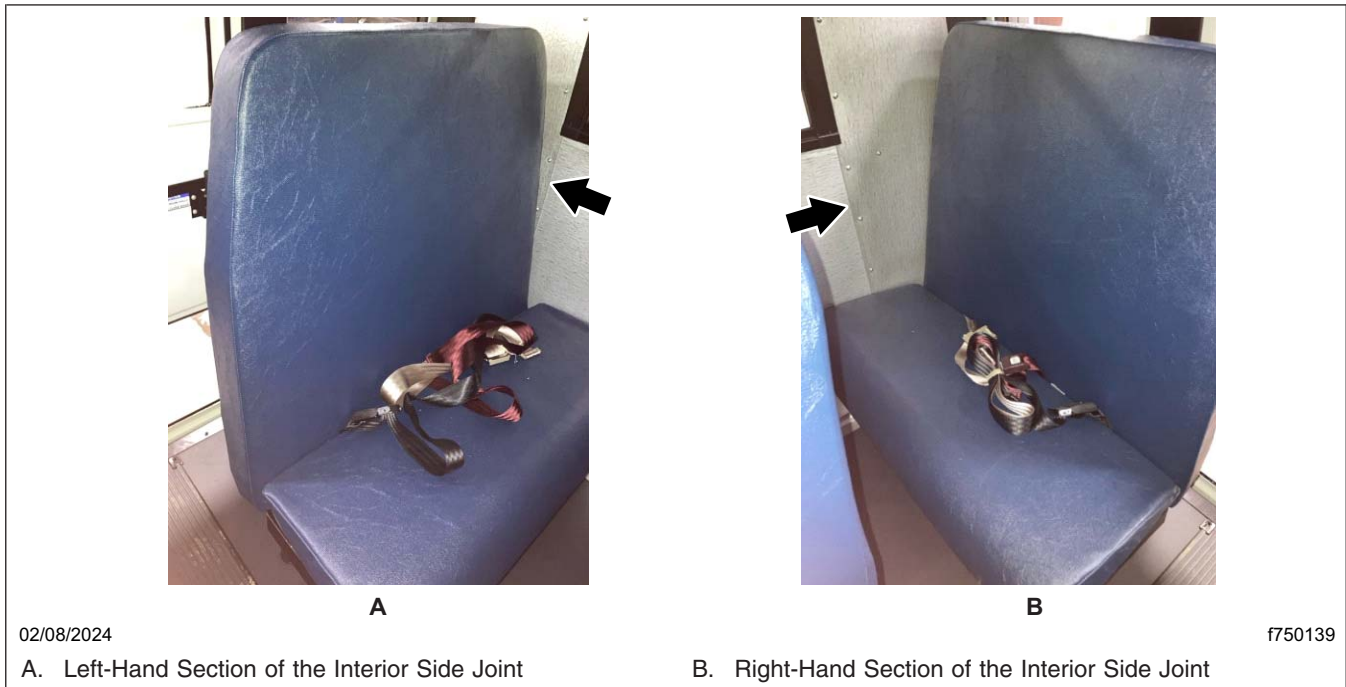 A
B
02/08/2024
f750139
A. Left-Hand Section of the Interior Side Joint
B. Right-Hand Section of the Interior Side Joint